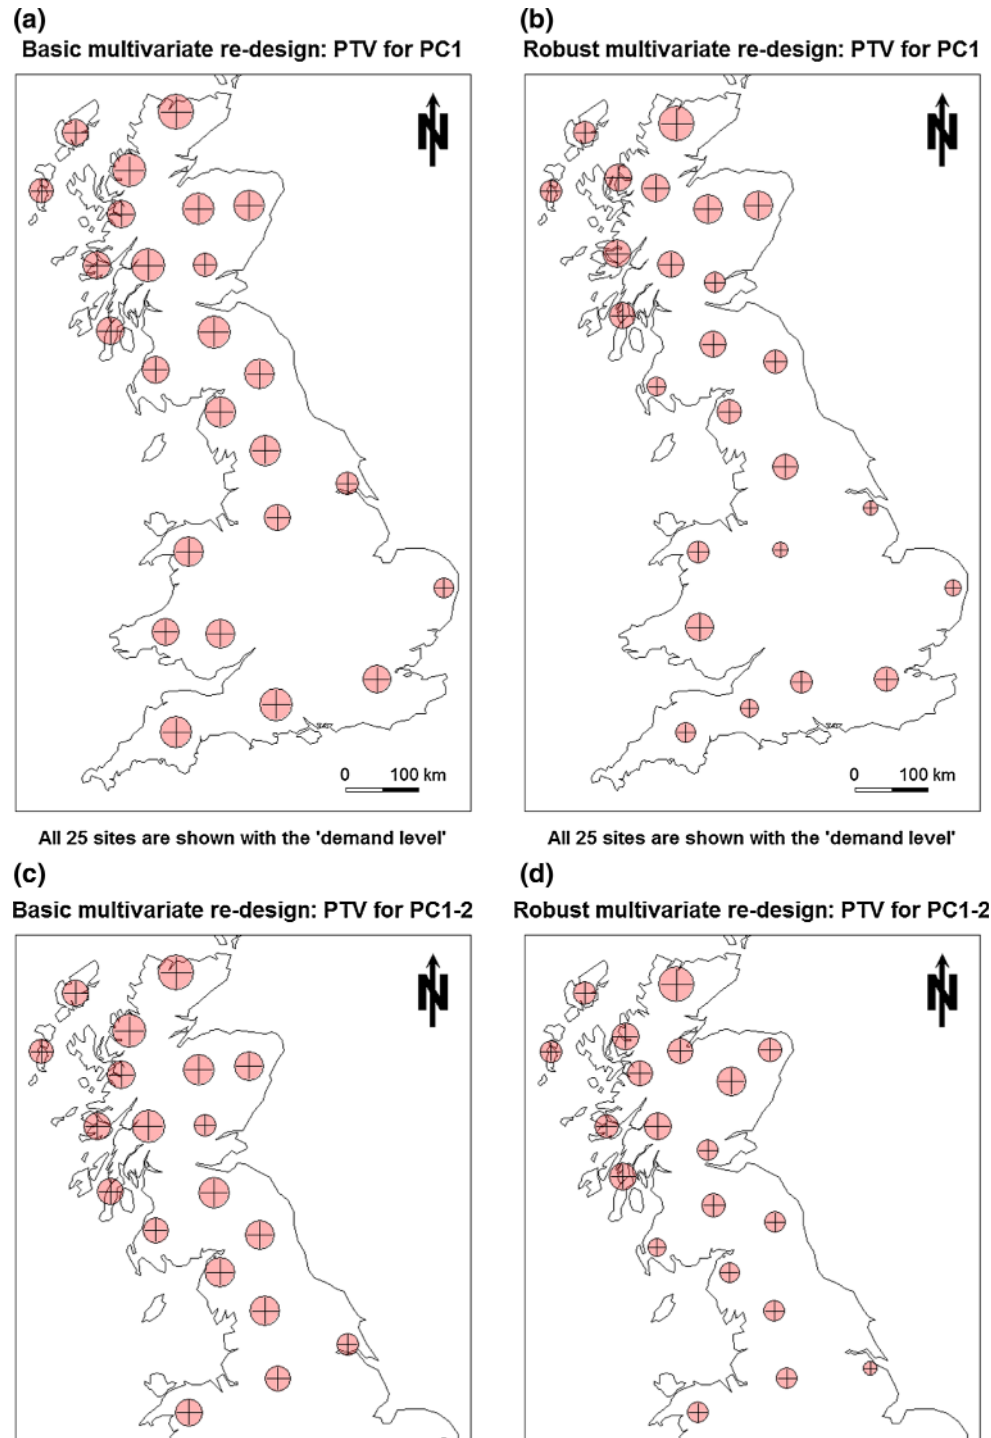 (a)
Basic multivariate re-design: PTV for PC1
N
0 100 km
All 25 sites are shown with the 'demand level'
(b)
Robust multivariate re-design: PTV for PC1
N
0 100 km
All 25 sites are shown with the 'demand level'
(c)
Basic multivariate re-design: PTV for PC1-2
N
(d)
Robust multivariate re-design: PTV for PC1-2
N